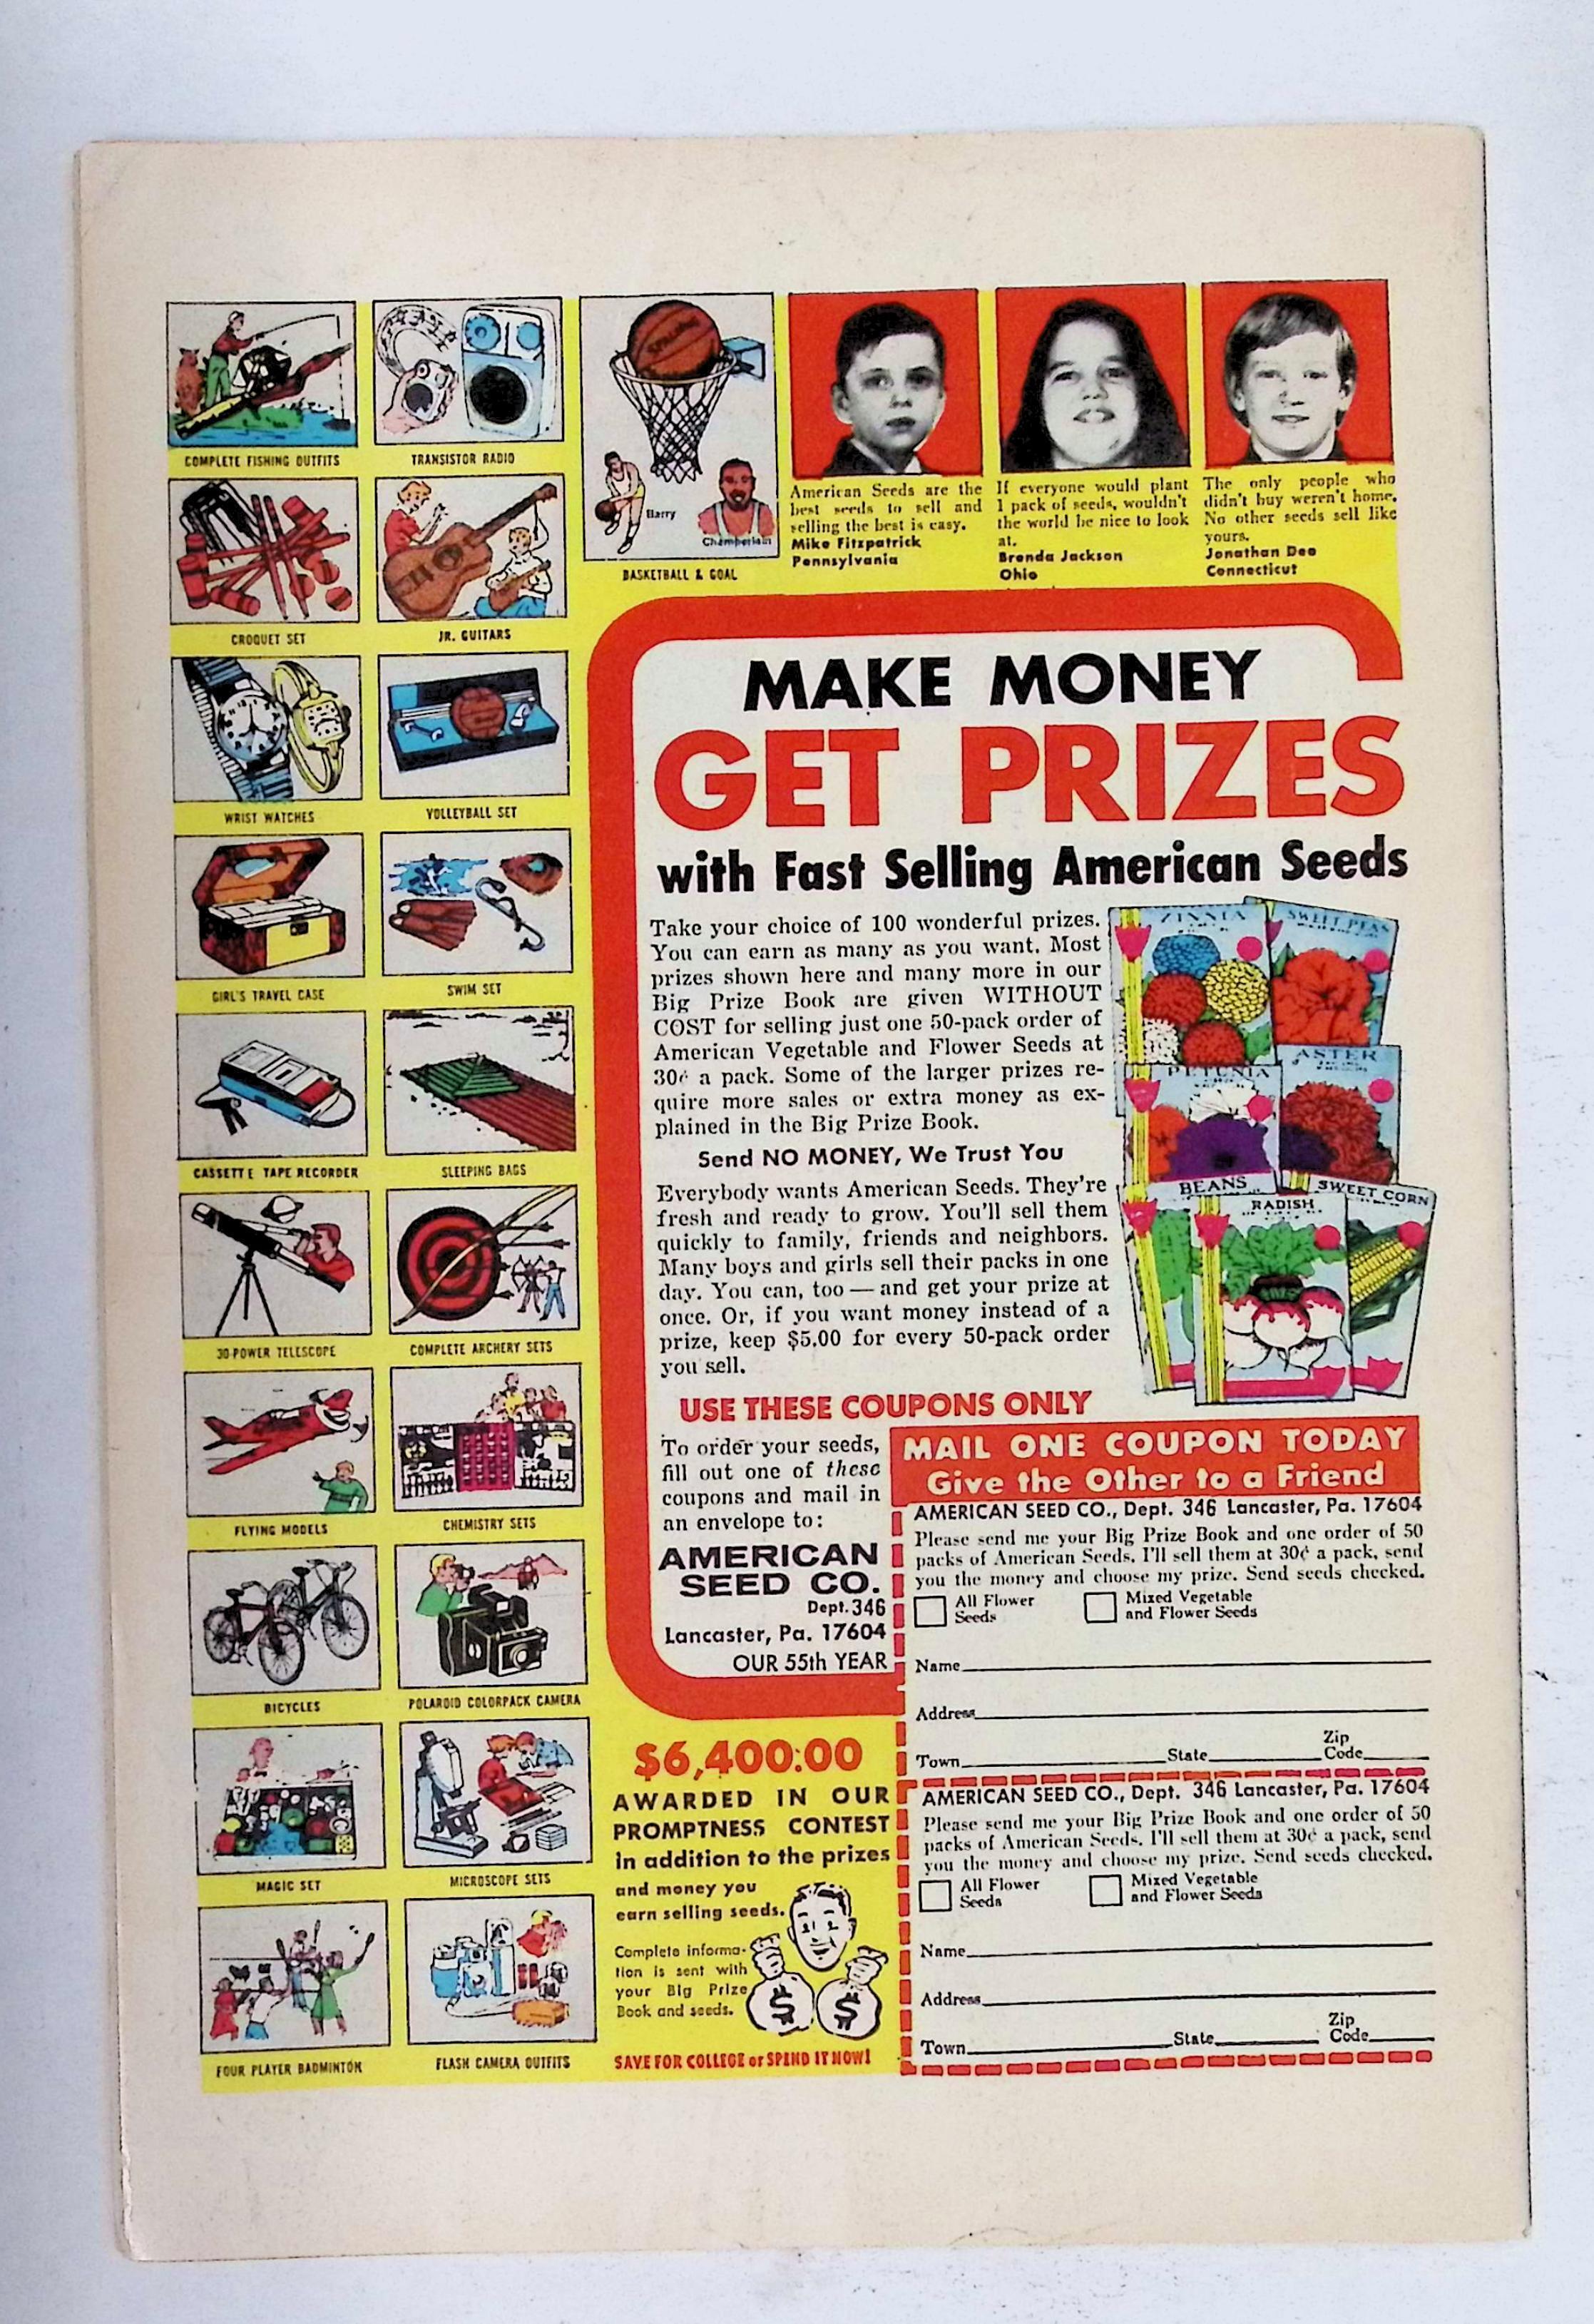 COMPLETE FISHING OUTFITS
TRANSISTOR RADIO
CROQUET SET
JR. GUITARS
WRIST WATCHES
VOLLEYBALL SET
GIRL'S TRAVEL CASE
SWIM SET
CASSETTE TAPE RECORDER
SLEEPING BAGS
30-POWER TELESCOPE
COMPLETE ARCHERY SETS
FLYING MODELS
CHEMISTRY SETS
BICYCLES
POLAROID COLORPACK CAMERA
MAGIC SET
MICROSCOPE SETS
FOUR PLAYER BADMINTON
FLASH CAMERA OUTFITS
SPALDING
Barry
Chamberlain
BASKETBALL & GOAL
American Seeds are the
best seeds to sell and
selling the best is easy.
Mike Fitzpatrick
Pennsylvania
If everyone would plant
1 pack of seeds, wouldn't
the world be nice to look
at.
Brenda Jackson
Ohio
The only people who
didn't buy weren't home.
No other seeds sell like
yours.
Jonathan Dee
Connecticut
MAKE MONEY
GET PRIZES
with Fast Selling American Seeds
Take your choice of 100 wonderful prizes.
You can earn as many as you want. Most
prizes shown here and many more in our
Big Prize Book are given WITHOUT
COST for selling just one 50-pack order of
American Vegetable and Flower Seeds at
30¢ a pack. Some of the larger prizes re-
quire more sales or extra money as ex-
plained in the Big Prize Book.
Send NO MONEY, We Trust You
Everybody wants American Seeds. They're
fresh and ready to grow. You'll sell them
quickly to family, friends and neighbors.
Many boys and girls sell their packs in one
day. You can, too — and get your prize at
once. Or, if you want money instead of a
prize, keep $5.00 for every 50-pack order
you sell.
ZINNIA
SWEET PEAS
PETUNIA
ASTER
BEANS
RADISH
SWEET CORN
USE THESE COUPONS ONLY
To order your seeds,
fill out one of these
coupons and mail in
an envelope to:
AMERICAN
SEED CO.
Dept. 346
Lancaster, Pa. 17604
OUR 55th YEAR
MAIL ONE COUPON TODAY
Give the Other to a Friend
AMERICAN SEED CO., Dept. 346 Lancaster, Pa. 17604
Please send me your Big Prize Book and one order of 50
packs of American Seeds. I'll sell them at 30¢ a pack, send
you the money and choose my prize. Send seeds checked.
All Flower
Seeds
Mixed Vegetable
and Flower Seeds
Name
Address
Town State Zip Code
AMERICAN SEED CO., Dept. 346 Lancaster, Pa. 17604
Please send me your Big Prize Book and one order of 50
packs of American Seeds. I'll sell them at 30¢ a pack, send
you the money and choose my prize. Send seeds checked.
All Flower
Seeds
Mixed Vegetable
and Flower Seeds
Name
Address
Town State Zip Code
$6,400.00
AWARDED IN OUR
PROMPTNESS CONTEST
in addition to the prizes
and money you
earn selling seeds.
Complete informa-
tion is sent with
your Big Prize
Book and seeds.
$ $
SAVE FOR COLLEGE or SPEND IT NOW!